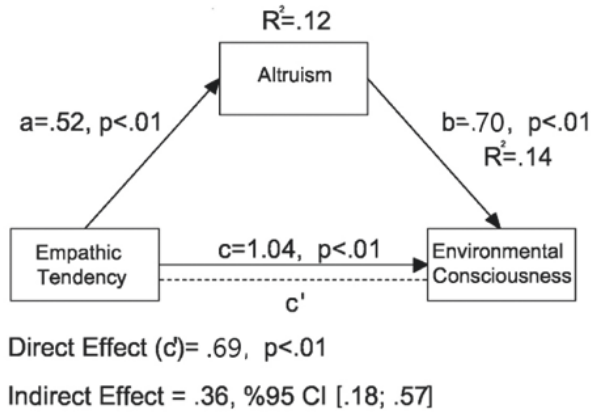 R²=.12
Altruism
a=.52, p<.01
b=.70, p<.01
R²=.14
Empathic
Tendency
c=1.04, p<.01
Environmental
Consciousness
c'
Direct Effect (c')= .69, p<.01
Indirect Effect = .36, %95 CI [.18; .57]